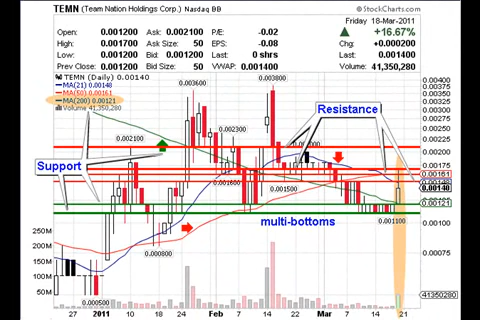 TEMN (Team Nation Holdings Corp.) Nasdaq BB
© StockCharts.com
Friday 18-Mar-2011
Open: 0.001200 Ask: 0.002100 P/E: -0.02 +16.67%
High: 0.001700 Ask Size: 50 EPS: -0.08 Chg: +0.000200
Low: 0.001200 Bid: 0.001200 Last: 0 shrs Last: 0.001400
Prev Close: 0.001200 Bid Size: 50 VWAP: 0.001400 Volume: 41,350,280
TEMN (Daily) 0.00140
MA(21) 0.00148
MA(50) 0.00161
MA(200) 0.00121
Volume 41,350,280
0.003600
0.003800
0.00400
0.00375
0.00350
0.00325
0.00300
0.00275
0.00250
0.00225
0.00200
0.00175
0.00161
0.00148
0.00140
0.00121
0.00100
0.00075
Resistance
0.002100
0.002300
Support
0.001600
0.001500
multi-bottoms
0.001100
0.000800
0.000500
250M
200M
150M
100M
50M
41350280
27 2011 10 18 24 Feb 7 14 22 Mar 7 14 21